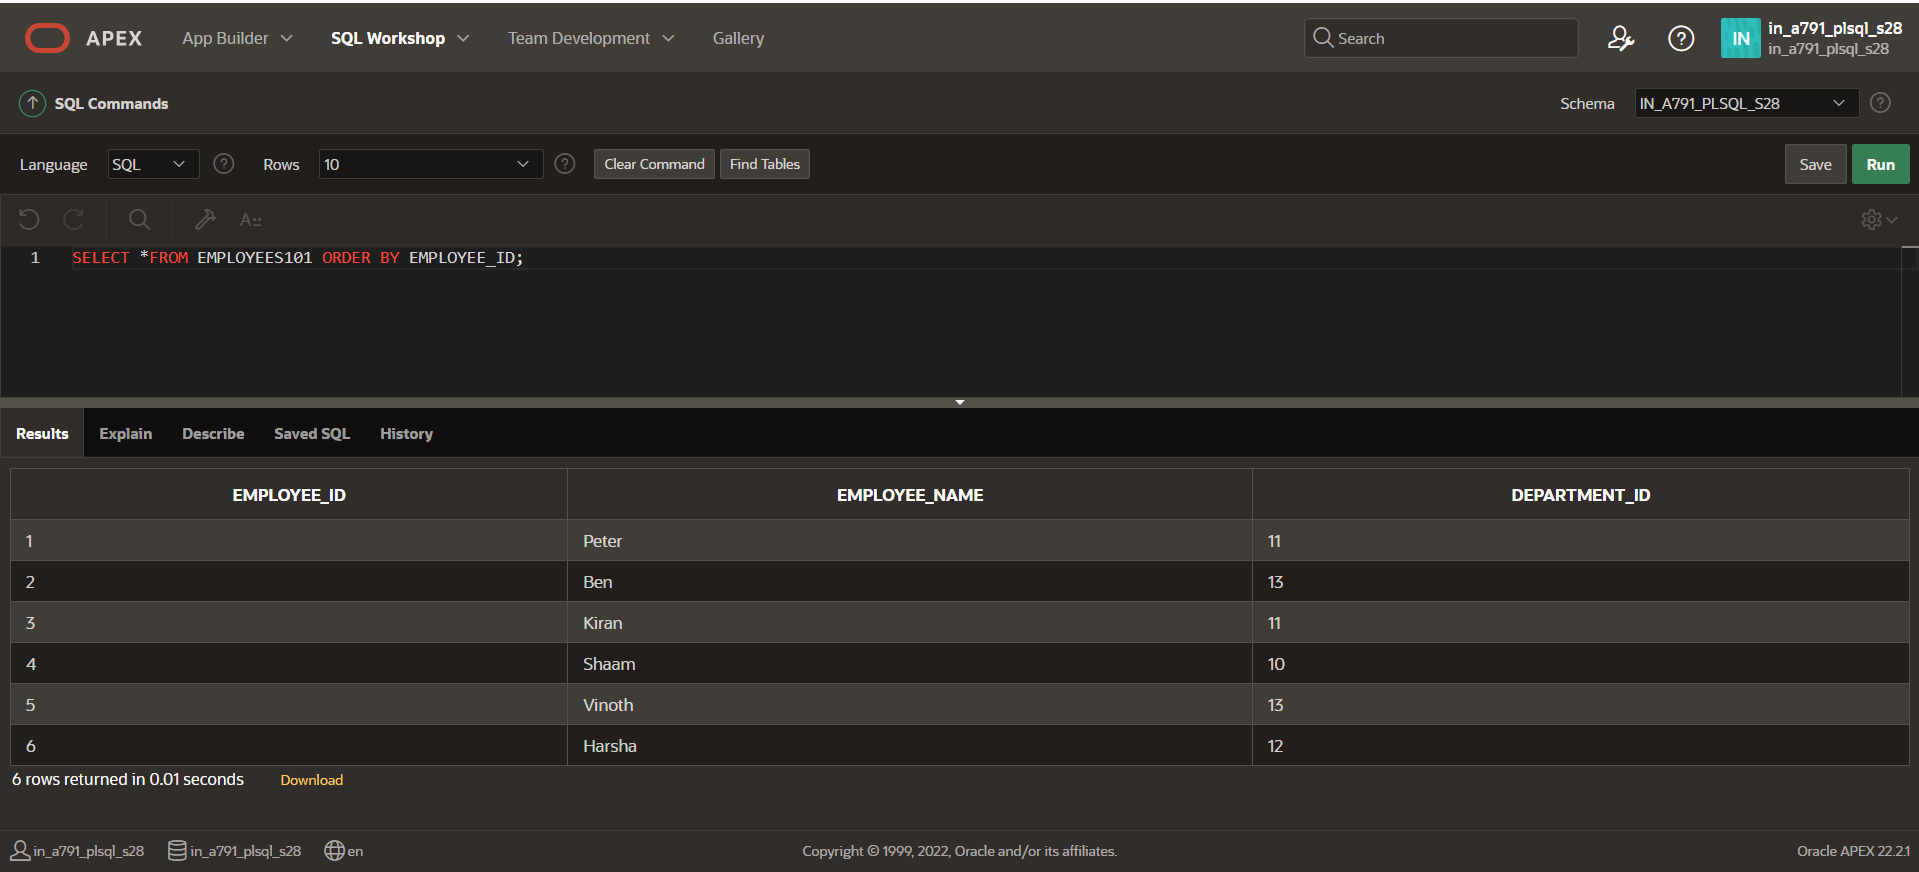 APEX App Builder SQL Workshop Team Development Gallery Search IN in_a791_plsql_s28
in_a791_plsql_s28
SQL Commands Schema IN_A791_PLSQL_S28
Language SQL Rows 10 Clear Command Find Tables Save Run
A::
1 SELECT *FROM EMPLOYEES101 ORDER BY EMPLOYEE_ID;
Results Explain Describe Saved SQL History
EMPLOYEE_ID EMPLOYEE_NAME DEPARTMENT_ID
1 Peter 11
2 Ben 13
3 Kiran 11
4 Shaam 10
5 Vinoth 13
6 Harsha 12
6 rows returned in 0.01 seconds Download
in_a791_plsql_s28 in_a791_plsql_s28 en Copyright © 1999, 2022, Oracle and/or its affiliates. Oracle APEX 22.2.1